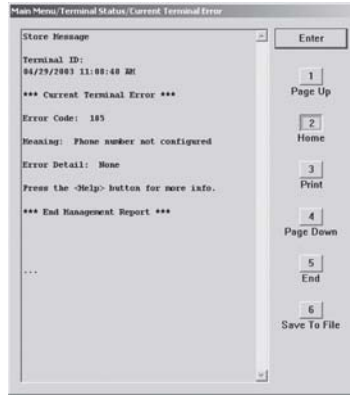 Main Menu/Terminal Status/Current Terminal Error
Store Message
Terminal ID:
04/29/2003 11:08:40 AM
*** Current Terminal Error ***
Error Code: 105
Meaning: Phone number not configured
Error Detail: None
Press the <Help> button for more info.
*** End Management Report ***
...
Enter
1
Page Up
2
Home
3
Print
4
Page Down
5
End
6
Save To File